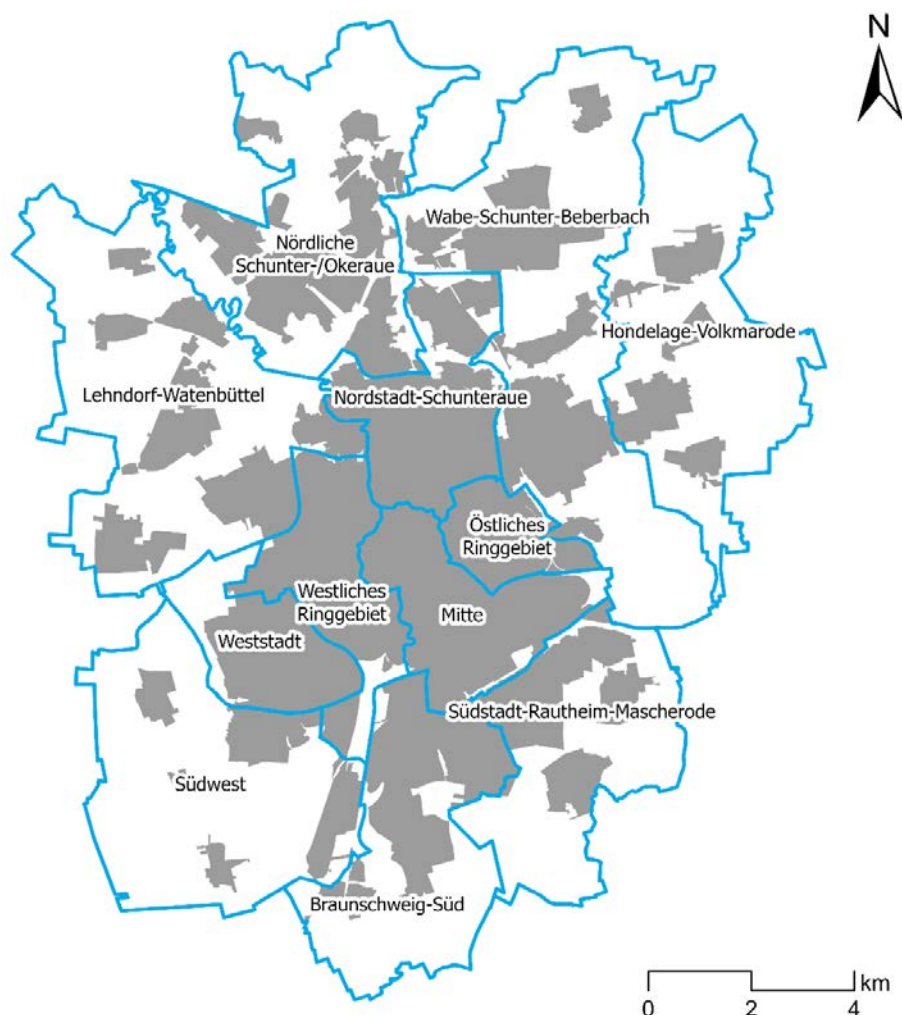 N
Wabe-Schunter-Beberbach
Nördliche
Schunter-/Okeraue
Hondelage-Volkmarode
Lehndorf-Watenbüttel
Nordstadt-Schunteraue
Östliches
Ringgebiet
Westliches
Ringgebiet
Mitte
Weststadt
Südstadt-Rautheim-Mascherode
Südwest
Braunschweig-Süd
km
0 2 4